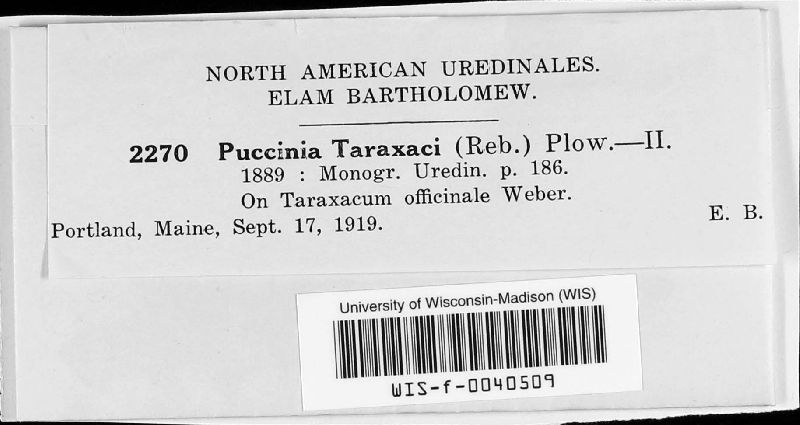 NORTH AMERICAN UREDINALES.
ELAM BARTHOLOMEW.
2270 Puccinia Taraxaci (Reb.) Plow.—II.
1889 : Monogr. Uredin. p. 186.
On Taraxacum officinale Weber.
Portland, Maine, Sept. 17, 1919.
E. B.
University of Wisconsin-Madison (WIS)
WIS-f-0040509